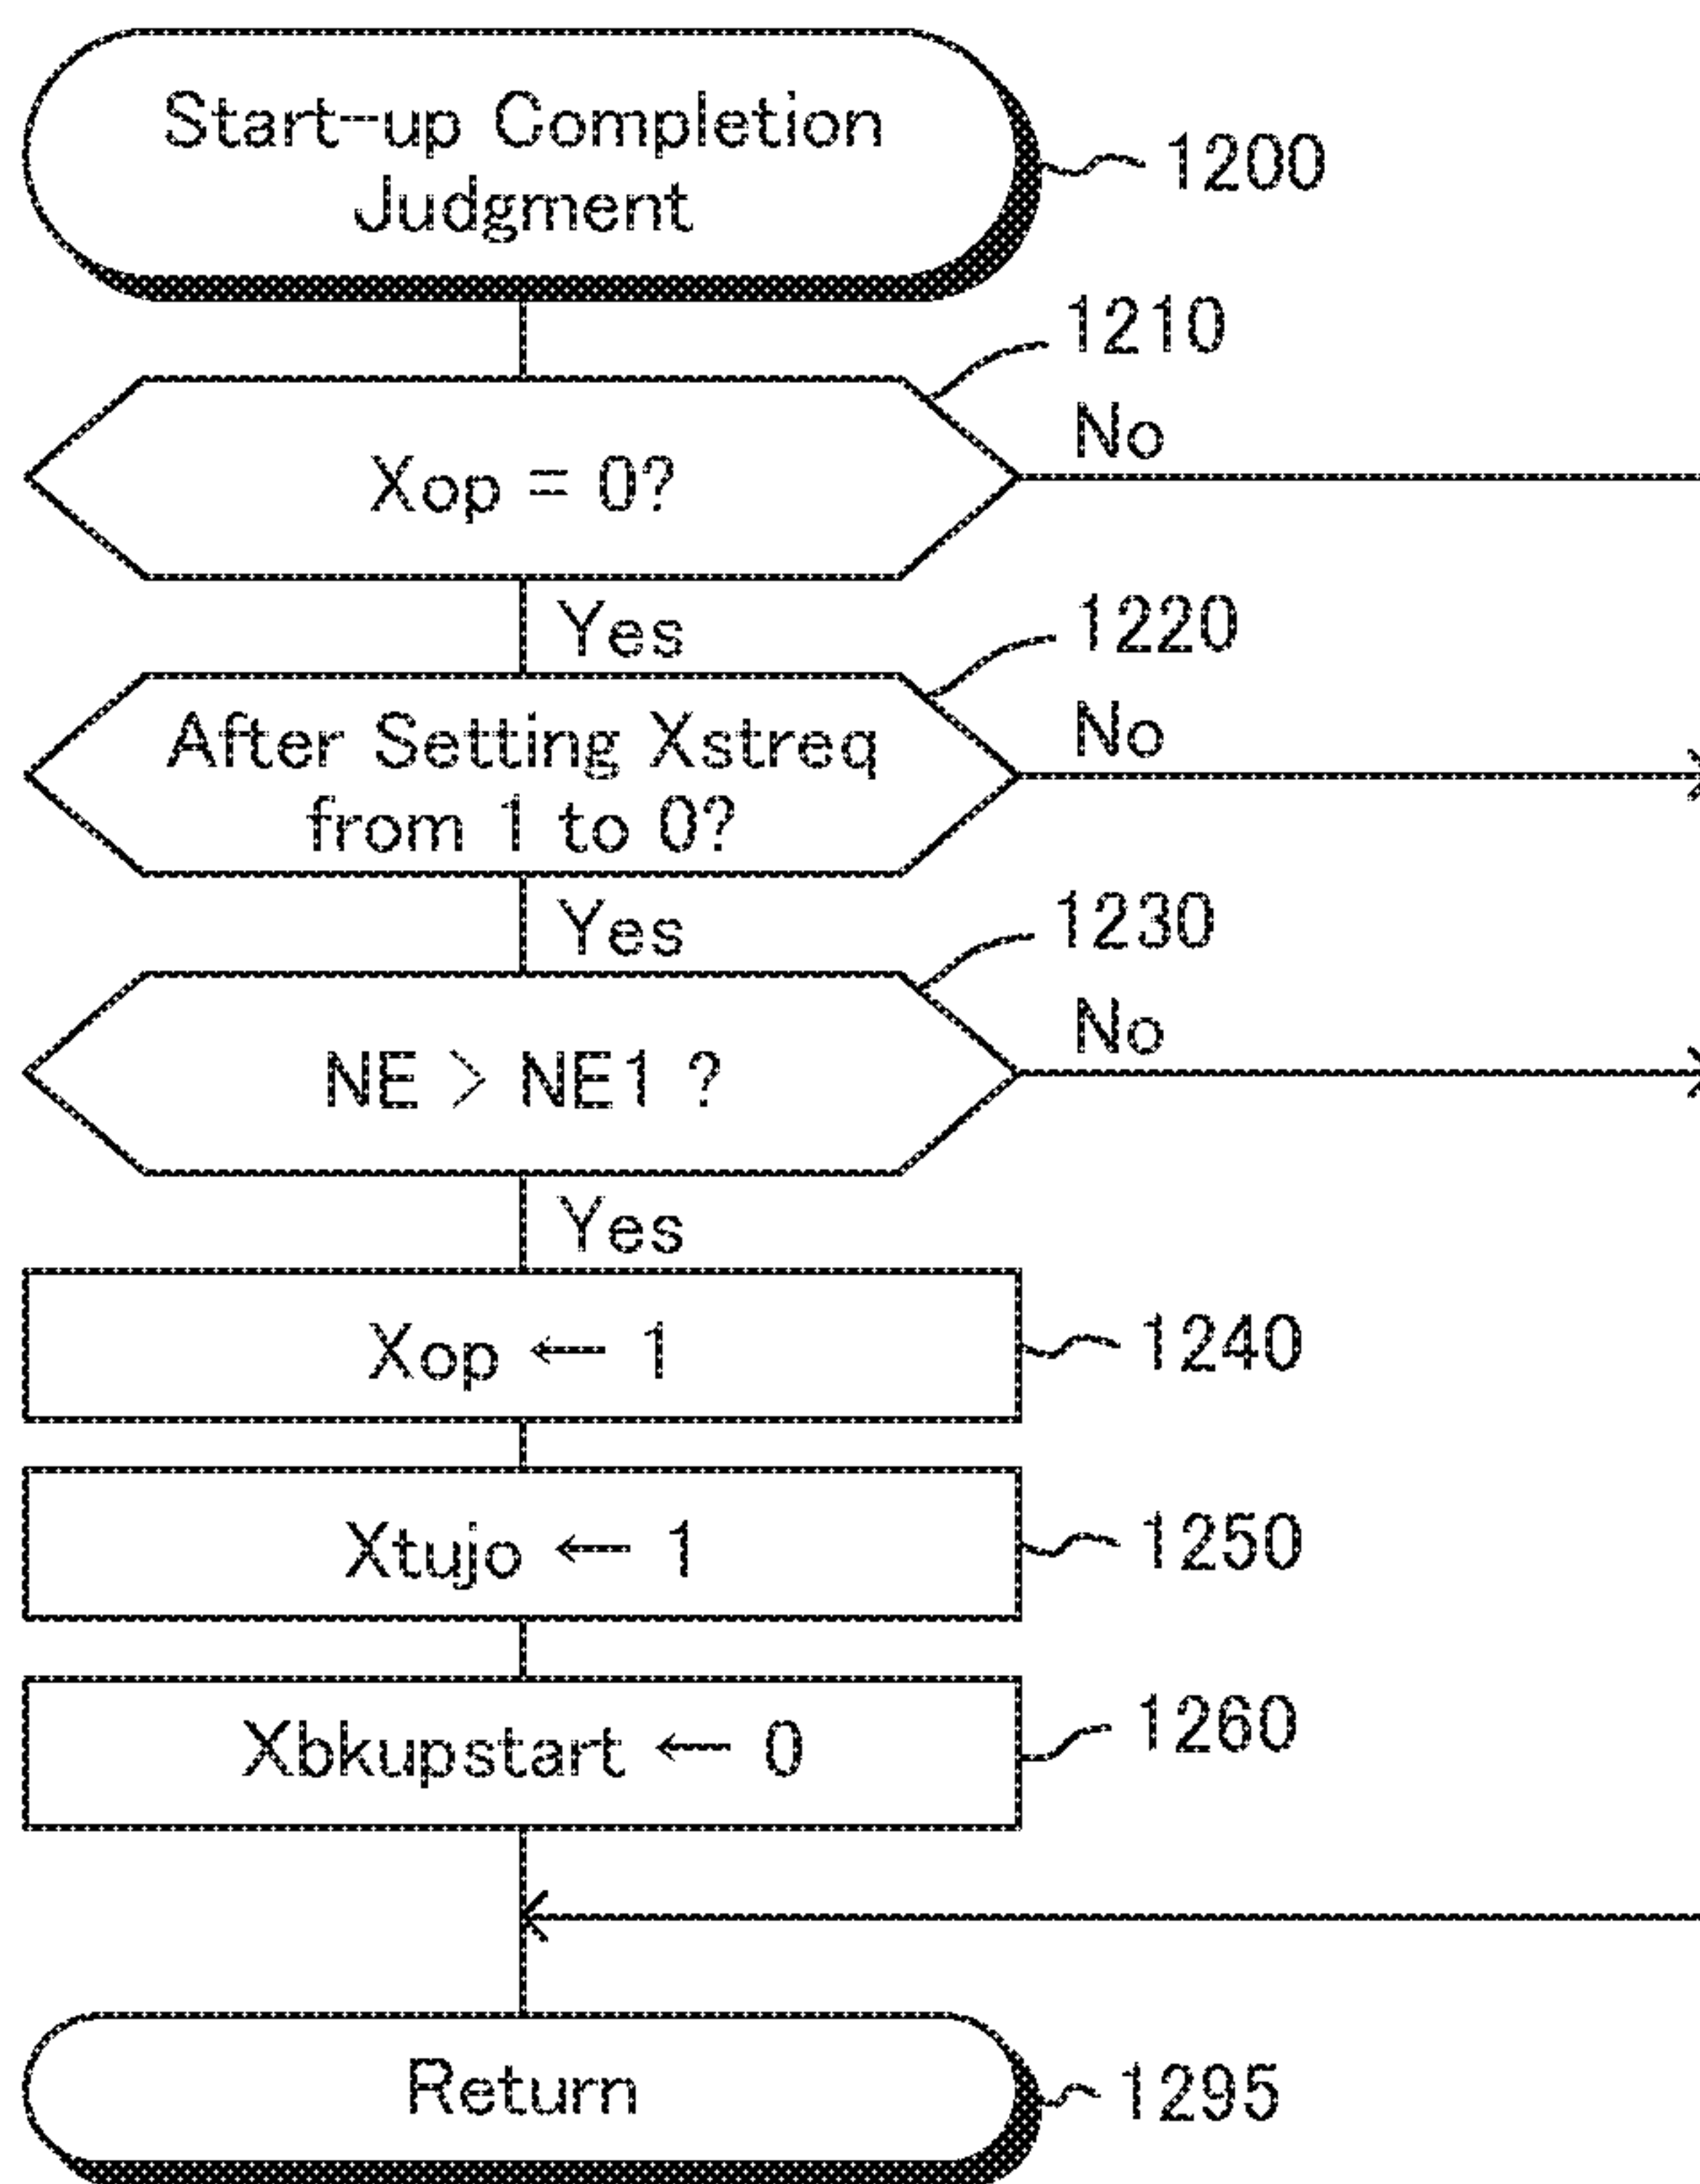 Start-up Completion
Judgment
1200
1210
No
Xop = 0?
Yes
1220
No
After Setting Xstreq
from 1 to 0?
Yes
1230
No
NE > NE1 ?
Yes
Xop ← 1
1240
Xtujo ← 1
1250
Xbkupstart ← 0
1260
Return
1295